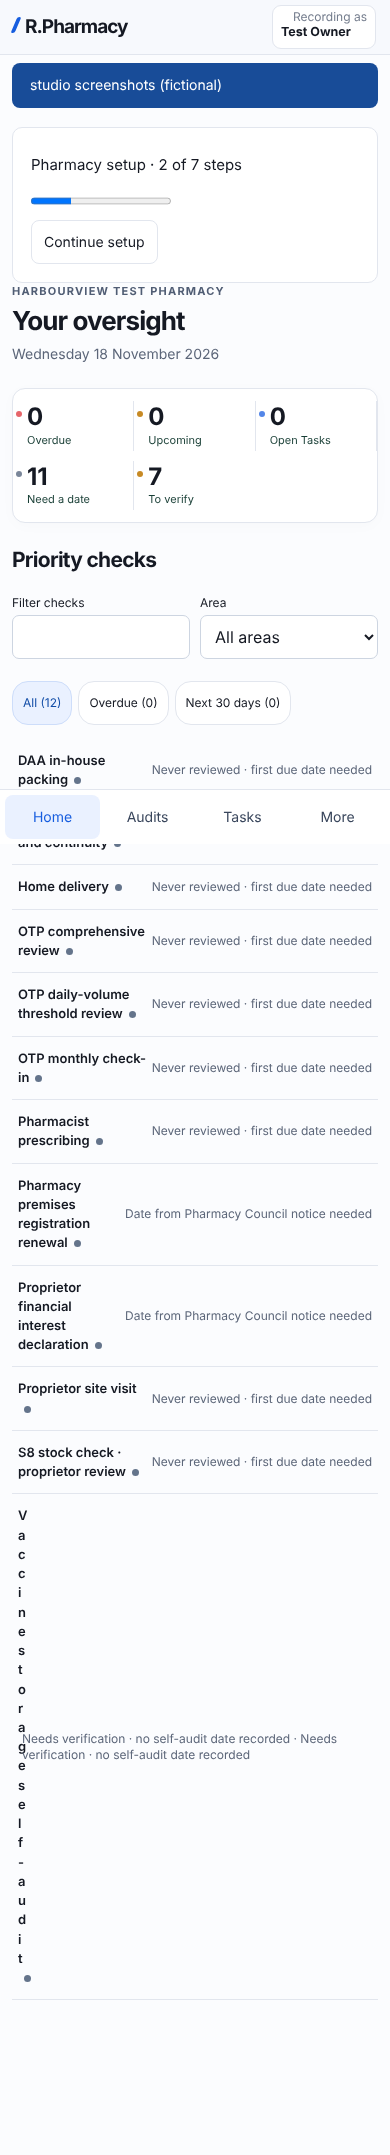 R.Pharmacy
Recording as
Test Owner
studio screenshots (fictional)
Pharmacy setup · 2 of 7 steps
Continue setup
HARBOURVIEW TEST PHARMACY
Your oversight
Wednesday 18 November 2026
0
Overdue
0
Upcoming
0
Open Tasks
11
Need a date
7
To verify
Priority checks
Filter checks
Area
All areas
All (12)
Overdue (0)
Next 30 days (0)
DAA in-house
packing
Never reviewed · first due date needed
Home
Audits
Tasks
More
and continuity
Home delivery
Never reviewed · first due date needed
OTP comprehensive
review
Never reviewed · first due date needed
OTP daily-volume
threshold review
Never reviewed · first due date needed
OTP monthly check-
in
Never reviewed · first due date needed
Pharmacist
prescribing
Never reviewed · first due date needed
Pharmacy
premises
registration
renewal
Date from Pharmacy Council notice needed
Proprietor
financial
interest
declaration
Date from Pharmacy Council notice needed
Proprietor site visit
Never reviewed · first due date needed
S8 stock check ·
proprietor review
Never reviewed · first due date needed
V
a
c
c
i
n
e
s
t
o
r
a
g
e
s
e
l
f
-
a
u
d
i
t
Needs verification · no self-audit date recorded · Needs
verification · no self-audit date recorded